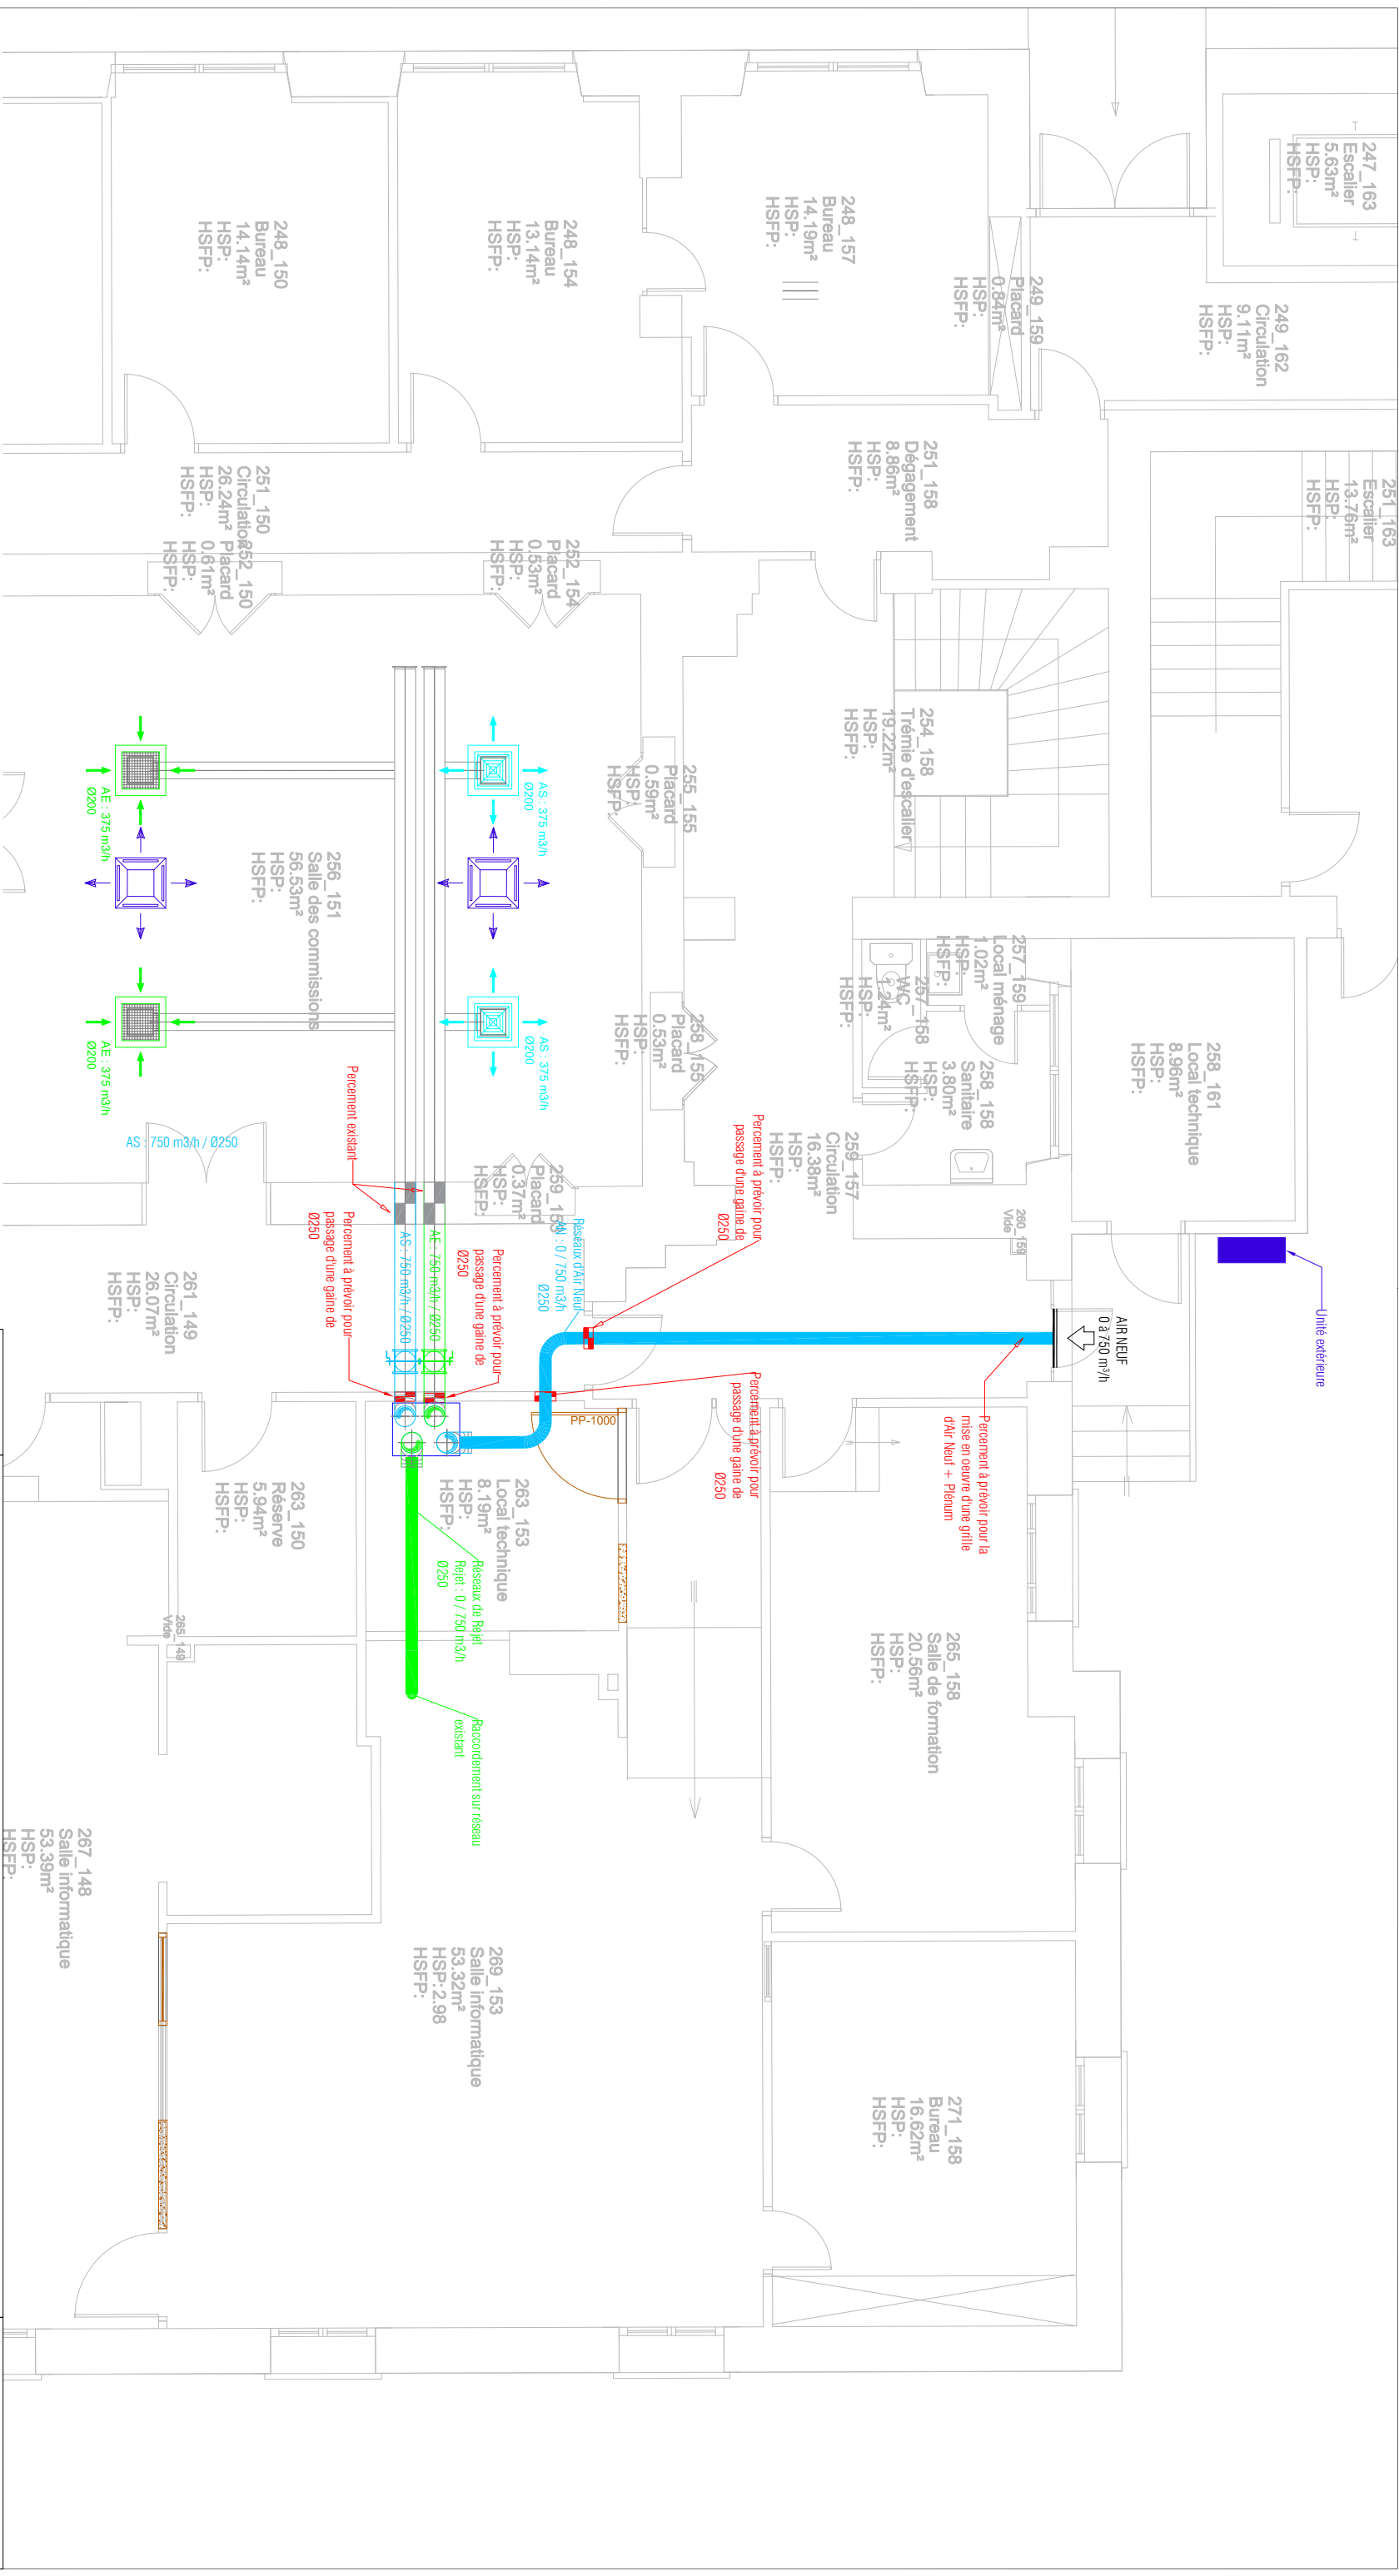 247_163
Escalier
5.63m²
HSP:
HSFP:
249_162
Circulation
9.11m²
HSP:
HSFP:
251_163
Escalier
13.76m²
HSP:
HSFP:
248_157
Bureau
14.19m²
HSP:
HSFP:
249_159
Placard
0.84m²
HSP:
HSFP:
248_154
Bureau
13.14m²
HSP:
HSFP:
248_150
Bureau
14.14m²
HSP:
HSFP:
251_158
Dégagement
8.86m²
HSP:
HSFP:
251_150
Circulation
26.24m²
HSP:
HSFP:
252_150
Placard
0.61m²
HSP:
HSFP:
252_154
Placard
0.53m²
HSP:
HSFP:
254_158
Trémie d'escalier
19.22m²
HSP:
HSFP:
255_155
Placard
0.59m²
HSP:
HSFP:
256_151
Salle des commissions
56.53m²
HSP:
HSFP:
AS : 375 m3/h
Ø200
AE : 375 m3/h
Ø200
AS : 375 m3/h
Ø200
AE : 375 m3/h
Ø200
257_159
Local ménage
1.02m²
HSP:
HSFP:
257_158
WC
1.24m²
HSP:
HSFP:
258_158
Sanitaire
3.80m²
HSP:
HSFP:
258_161
Local technique
8.96m²
HSP:
HSFP:
258_155
Placard
0.53m²
HSP:
HSFP:
259_157
Circulation
16.38m²
HSP:
HSFP:
259_153
Placard
0.37m²
HSP:
HSFP:
260_159
Vide
Unité extérieure
AIR NEUF
0 à 750 m³/h
Percement existant
AS : 750 m3/h / Ø250
AE : 750 m3/h / Ø250
AS : 750 m3/h / Ø250
Percement à prévoir pour
passage d'une gaine de
Ø250
Percement à prévoir pour
passage d'une gaine de
Ø250
Percement à prévoir pour
passage d'une gaine de
Ø250
Percement à prévoir pour
passage d'une gaine de
Ø250
Percement à prévoir pour la
mise en oeuvre d'une grille
d'Air Neuf + Plénum
Réseaux d'Air Neuf
AN : 0 / 750 m3/h
Ø250
261_149
Circulation
26.07m²
HSP:
HSFP:
PP-1000
263_153
Local technique
8.19m²
HSP:
HSFP:
263_150
Réserve
5.94m²
HSP:
HSFP:
Réseaux de Rejet
Rejet : 0 / 750 m3/h
Ø250
Raccordement sur réseau
existant
265_149
Vide
265_158
Salle de formation
20.56m²
HSP:
HSFP:
267_148
Salle informatique
53.39m²
HSP:
HSFP:
269_153
Salle informatique
53.32m²
HSP:2.98
HSFP:
271_158
Bureau
16.62m²
HSP:
HSFP: